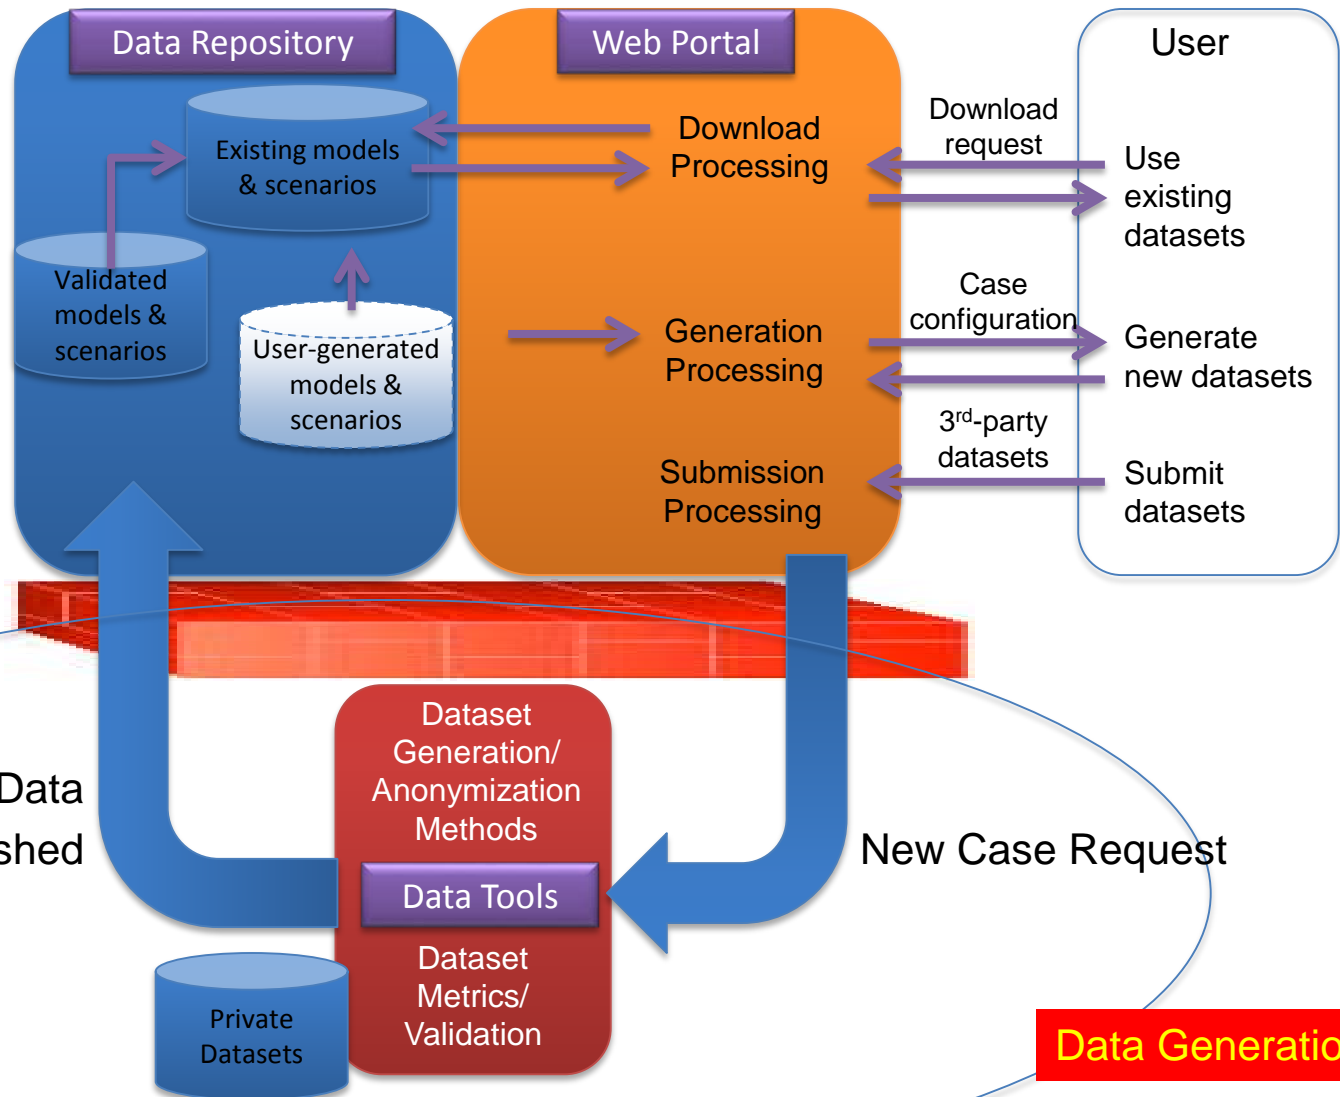 Data Repository
Web Portal
User
Existing models
& scenarios
Validated
models &
scenarios
User-generated
models &
scenarios
Download
Processing
Generation
Processing
Submission
Processing
Download
request
Case
configuration
3rd-party
datasets
Use
existing
datasets
Generate
new datasets
Submit
datasets
Data
shed
Dataset
Generation/
Anonymization
Methods
Data Tools
Dataset
Metrics/
Validation
Private
Datasets
New Case Request
Data Generatio